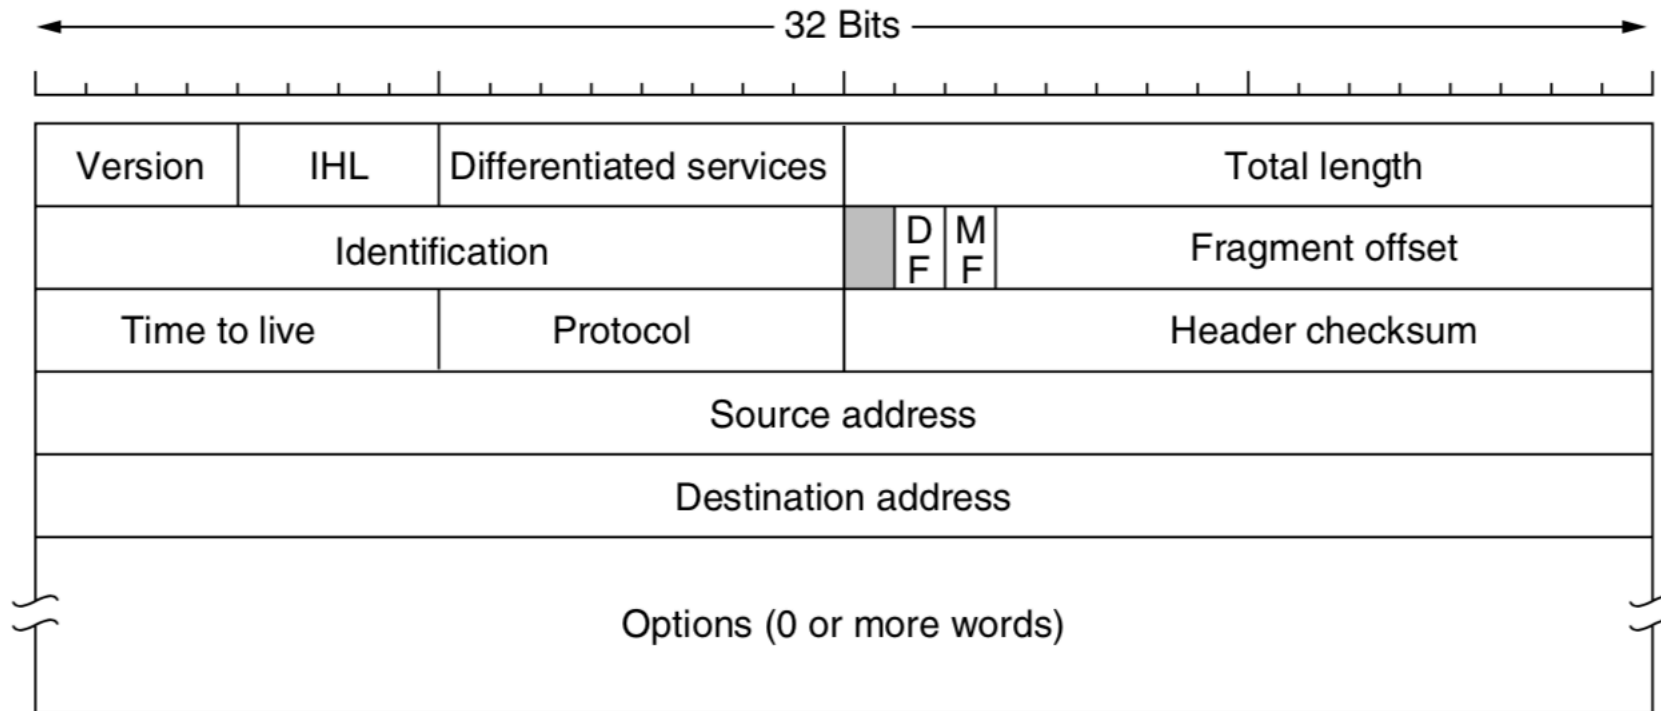 32 Bits
Version IHL Differentiated services Total length
Identification D F M F Fragment offset
Time to live Protocol Header checksum
Source address
Destination address
Options (0 or more words)